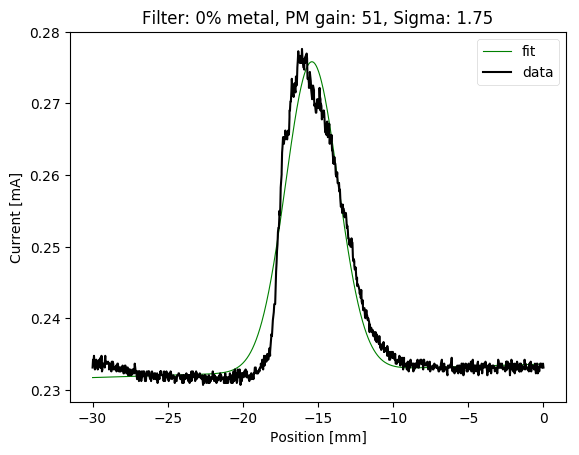 Filter: 0% metal, PM gain: 51, Sigma: 1.75
fit
data
Current [mA]
0.28
0.27
0.26
0.25
0.24
0.23
−30 −25 −20 −15 −10 −5 0
Position [mm]